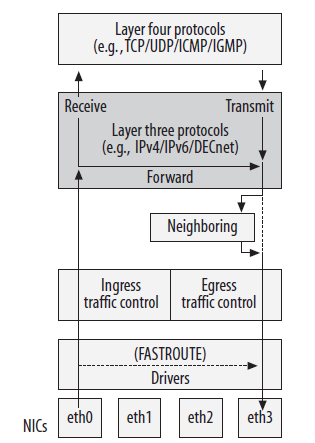 Layer four protocols
(e.g., TCP/UDP/ICMP/IGMP)
Receive
Transmit
Layer three protocols
(e.g., IPv4/IPv6/DECnet)
Forward
Neighboring
Ingress
traffic control
Egress
traffic control
(FASTROUTE)
Drivers
NICs
eth0
eth1
eth2
eth3